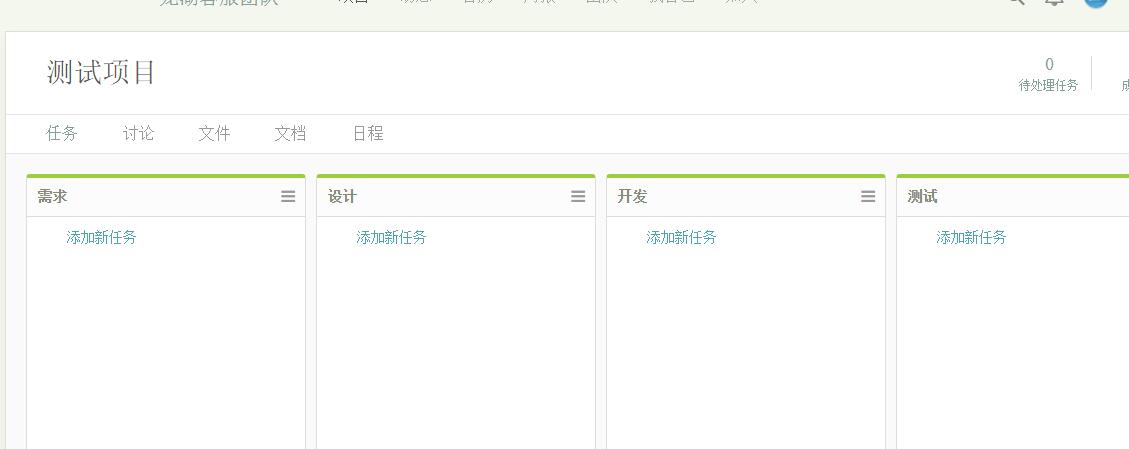 测试项目
0
待处理任务
任务 讨论 文件 文档 日程
需求 设计 开发 测试
添加新任务 添加新任务 添加新任务 添加新任务